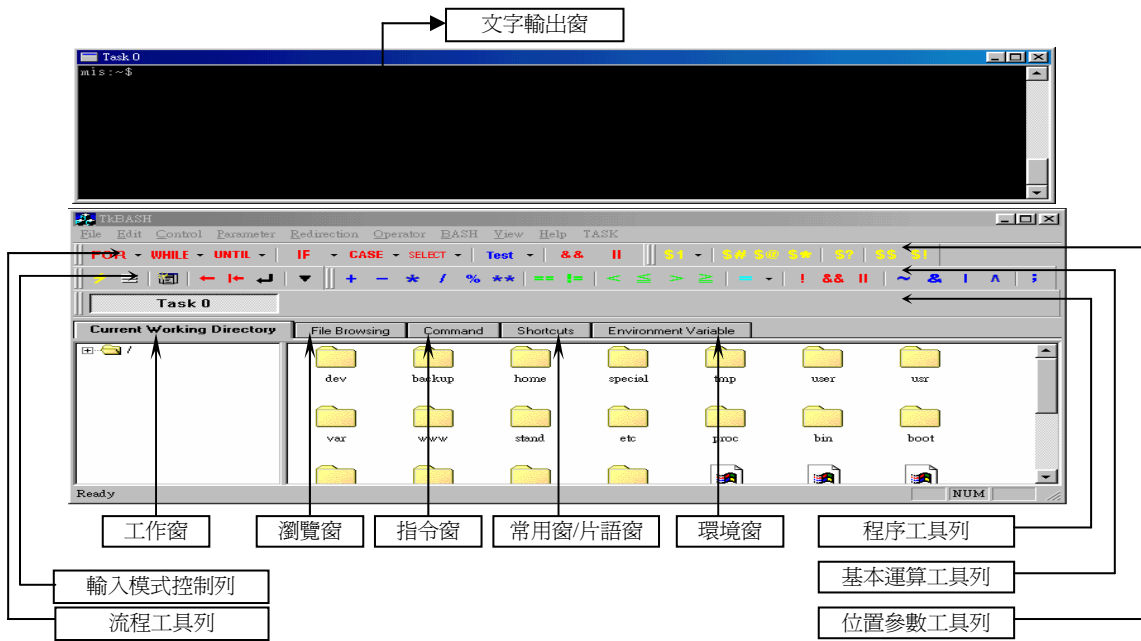 文字輸出窗
Task 0
mis:~$
TkBASH
File Edit Control Parameter Redirection Operator BASH View Help TASK
FOR WHILE UNTIL IF CASE SELECT Test && || $1 $# $@ $* $? $$ $!
+ - * / % ** == != < ≦ > ≧ = ! && || ~ & | ∧ ;
Task 0
Current Working Directory File Browsing Command Shortcuts Environment Variable
/
dev backup home special tmp user usr
var www stand etc proc bin boot
Ready NUM
工作窗 瀏覽窗 指令窗 常用窗/片語窗 環境窗 程序工具列
輸入模式控制列 基本運算工具列
流程工具列 位置參數工具列